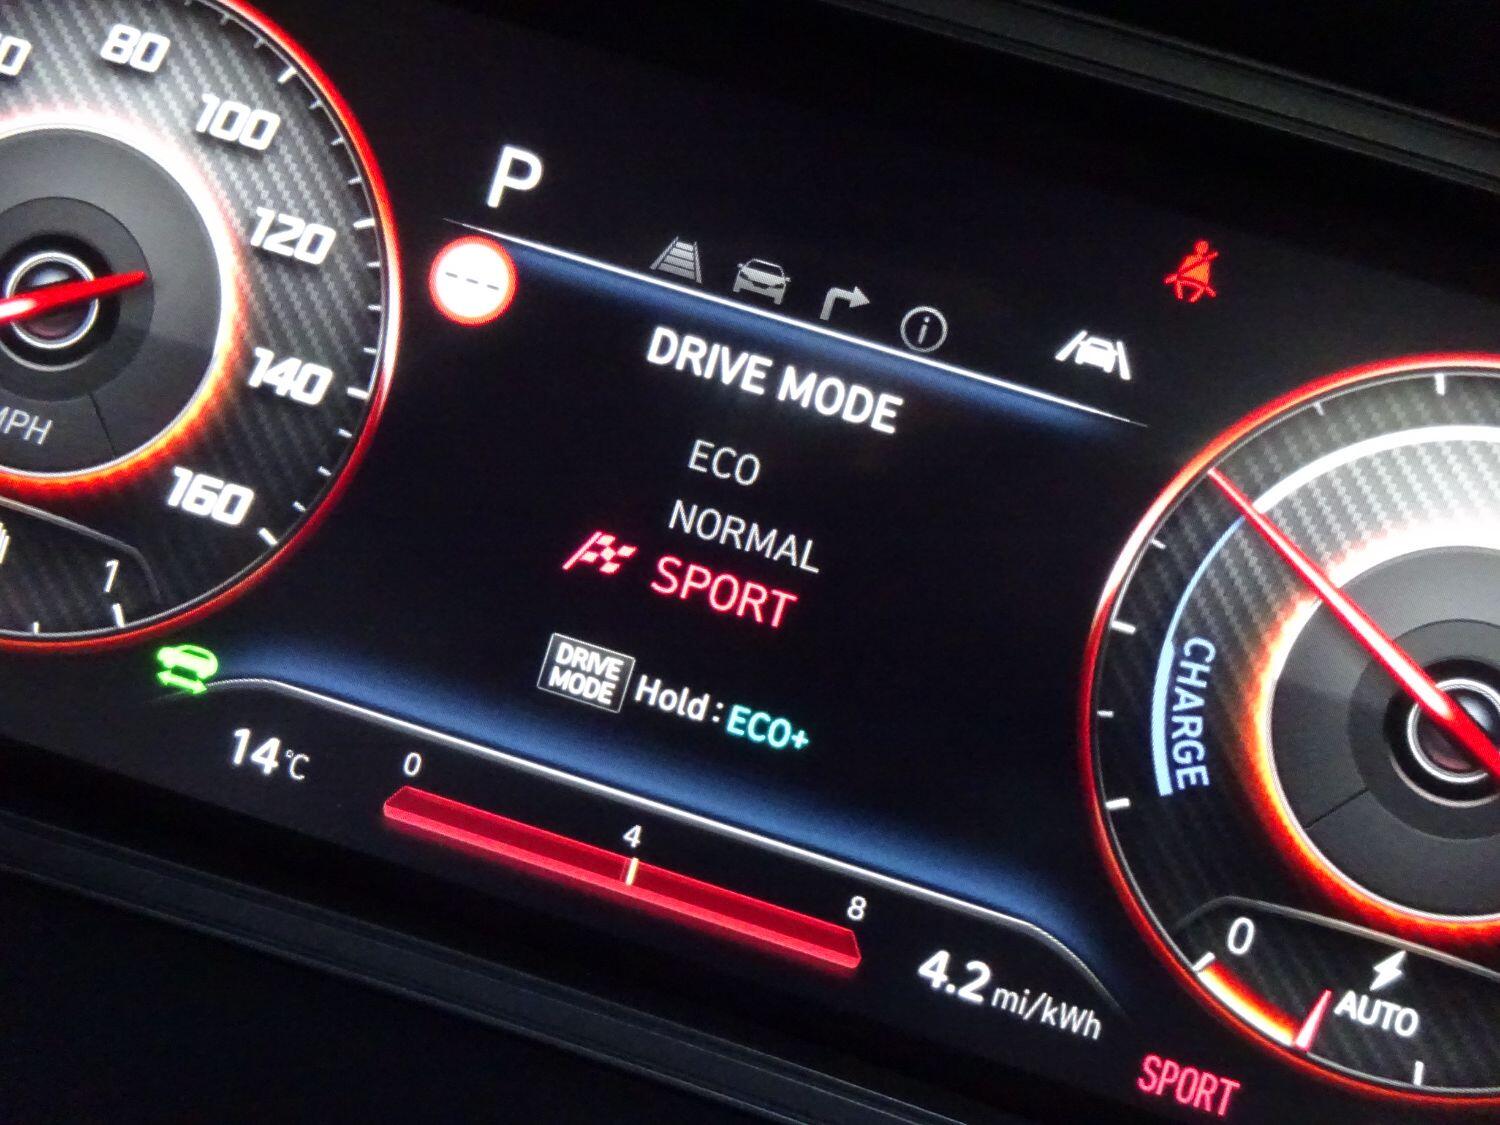 80
100
120
140
160
MPH
1
P
---
i
DRIVE MODE
ECO
NORMAL
SPORT
DRIVE MODE Hold : ECO+
14°C
0
4
8
4.2 mi/kWh
CHARGE
0
AUTO
SPORT